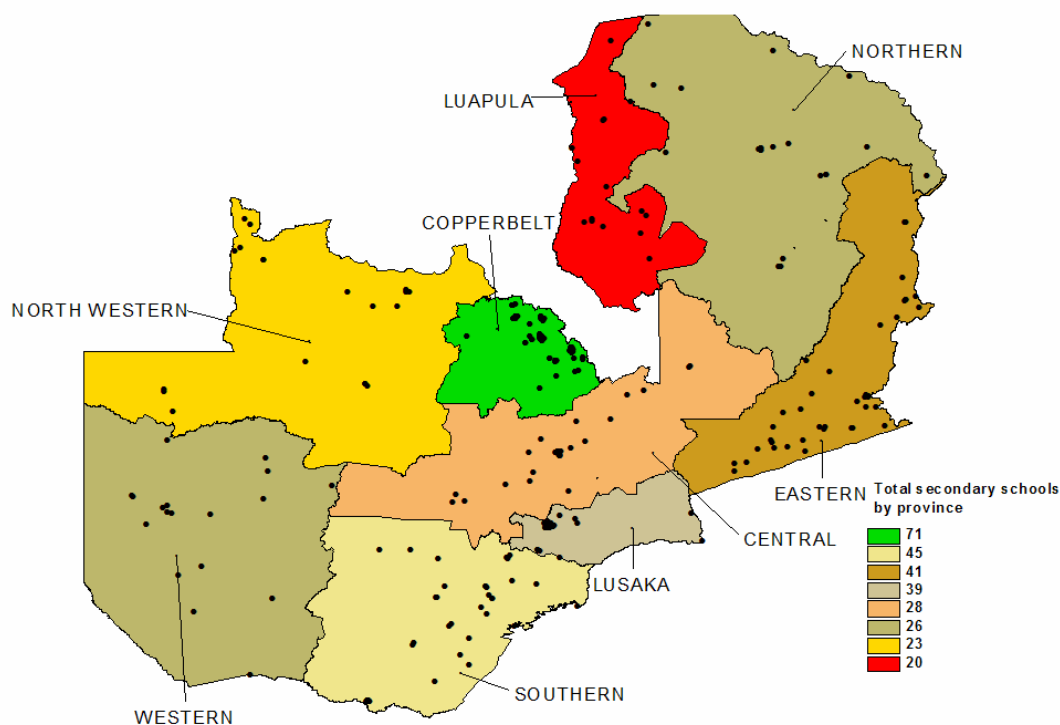 NORTHERN
LUAPULA
COPPERBELT
NORTH WESTERN
EASTERN
Total secondary schools
by province
71
45
41
39
28
26
23
20
CENTRAL
LUSAKA
SOUTHERN
WESTERN